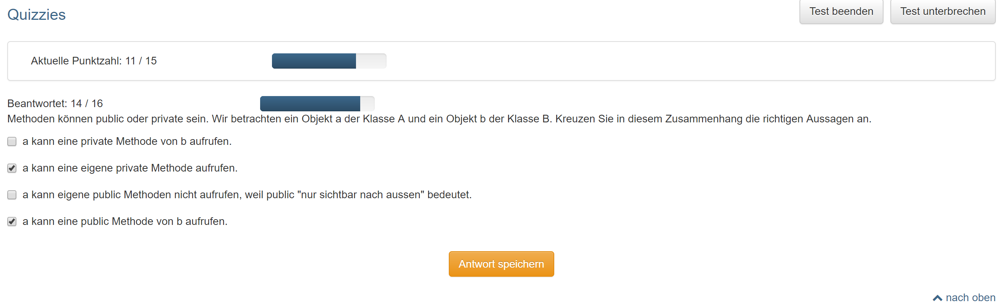 Quizzies
Test beenden
Test unterbrechen
Aktuelle Punktzahl: 11 / 15
Beantwortet: 14 / 16
Methoden können public oder private sein. Wir betrachten ein Objekt a der Klasse A und ein Objekt b der Klasse B. Kreuzen Sie in diesem Zusammenhang die richtigen Aussagen an.
a kann eine private Methode von b aufrufen.
a kann eine eigene private Methode aufrufen.
a kann eigene public Methoden nicht aufrufen, weil public "nur sichtbar nach aussen" bedeutet.
a kann eine public Methode von b aufrufen.
Antwort speichern
nach oben